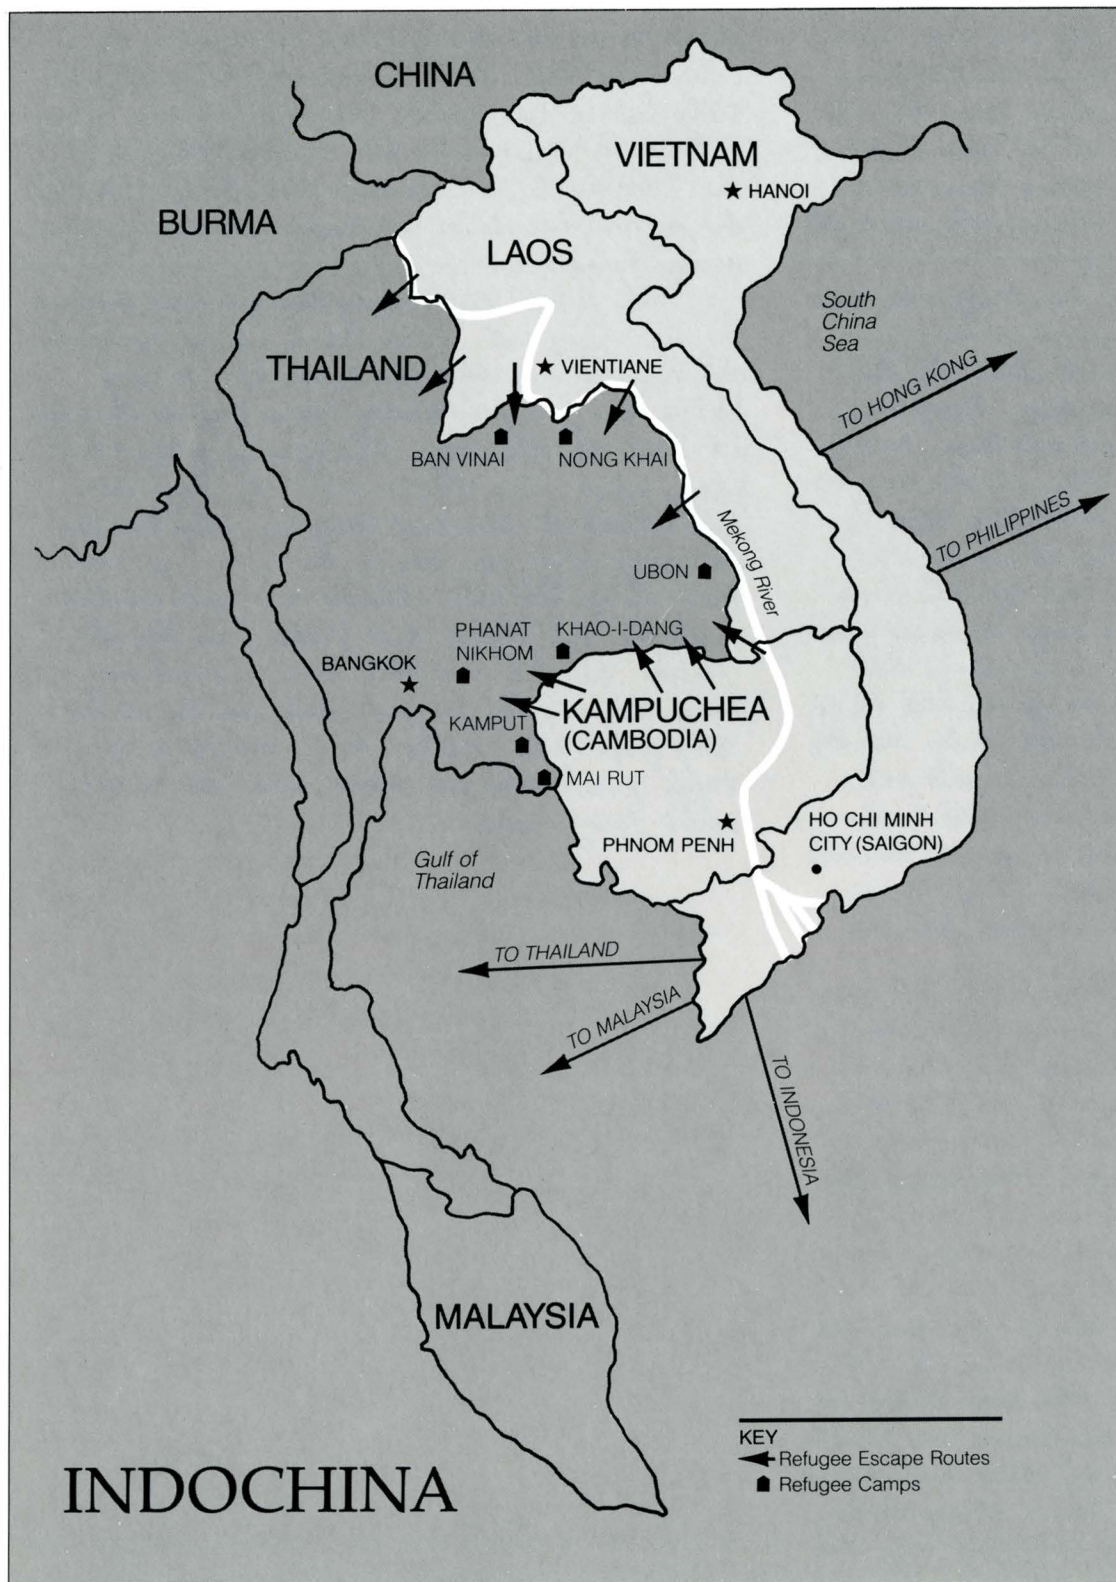 CHINA
VIETNAM
HANOI
BURMA
LAOS
South
China
Sea
THAILAND
VIENTIANE
TO HONG KONG
BAN VINAI
NONG KHAI
TO PHILIPPINES
Mekong River
UBON
PHANAT
NIKHOM
KHAO-I-DANG
BANGKOK
KAMPUCHEA
(CAMBODIA)
KAMPUT
MAI RUT
HO CHI MINH
CITY (SAIGON)
PHNOM PENH
Gulf of
Thailand
TO THAILAND
TO MALAYSIA
TO INDONESIA
MALAYSIA
KEY
Refugee Escape Routes
Refugee Camps
INDOCHINA